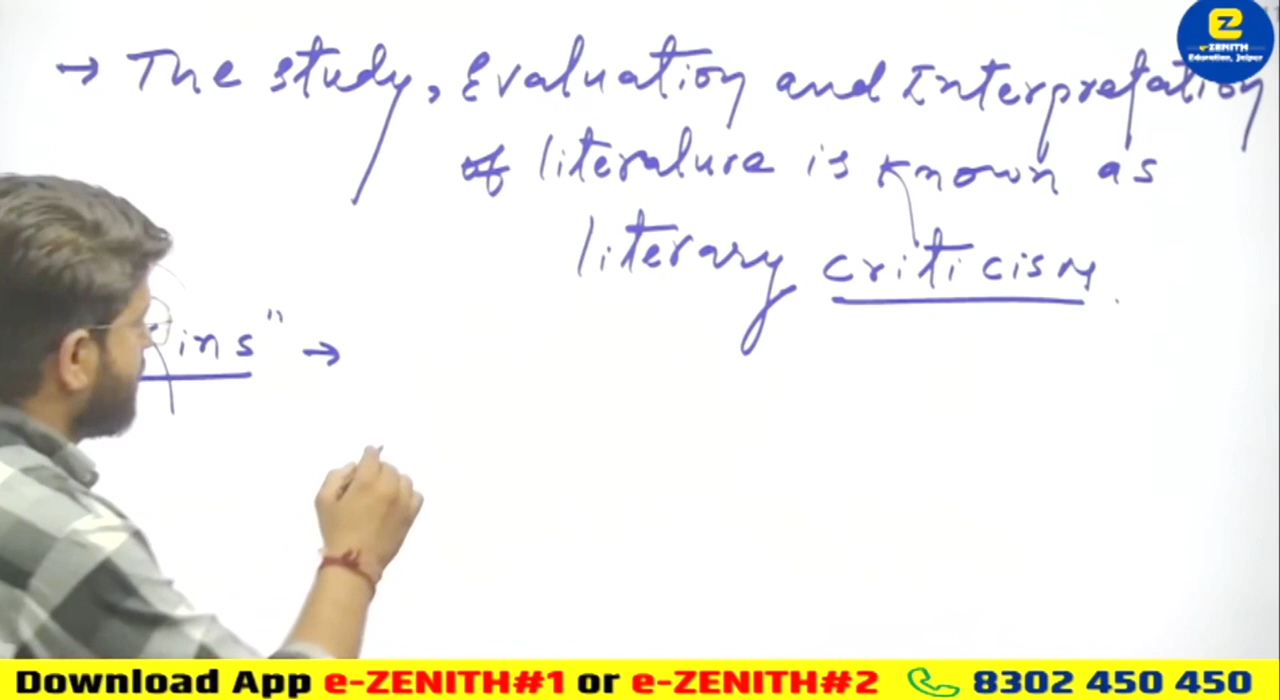 → The study, Evaluation and Interpretation
of literature is known as
literary criticism.
ins" →
e-ZENITH
Education, Jaipur
Download App e-ZENITH#1 or e-ZENITH#2 8302 450 450